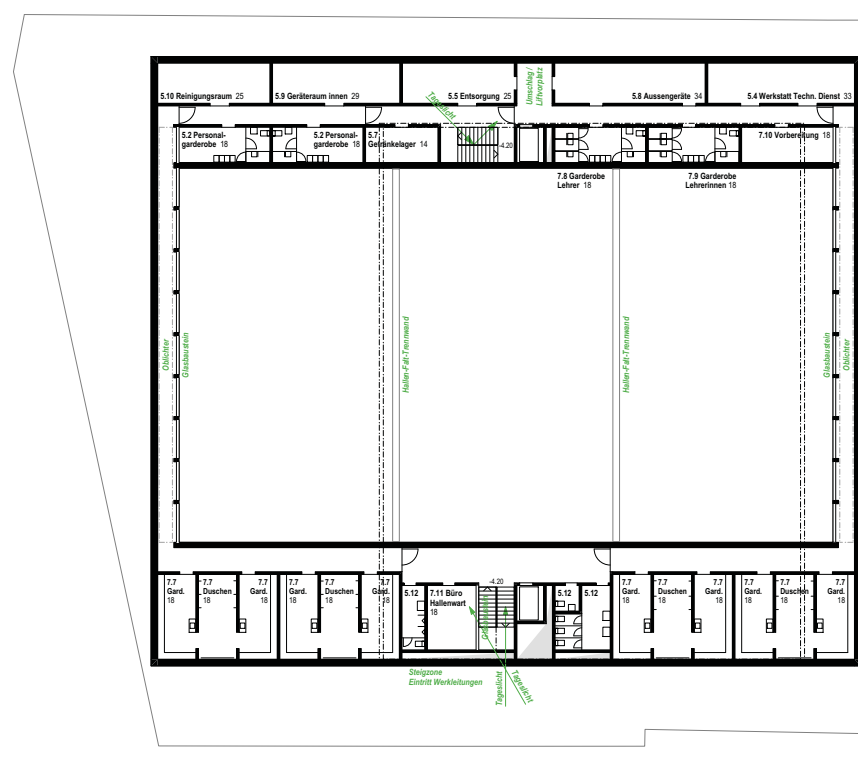 5.10 Reinigungsraum 25
5.9 Geräteraum innen 29
5.5 Entsorgung 25
Umschlag /
Liftvorplatz
5.8 Aussengeräte 34
5.4 Werkstatt Techn. Dienst 33
Tageslicht
5.2 Personal-
garderobe 18
5.2 Personal-
garderobe 18
5.7
Getränkelager 14
-4.20
7.10 Vorbereitung 18
7.8 Garderobe
Lehrer 18
7.9 Garderobe
Lehrerinnen 18
Oblichter
Glasbaustein
Hallen-Falt-Trennwand
Hallen-Falt-Trennwand
Glasbaustein
Oblichter
-4.20
7.7
Gard.
18
7.7
Duschen
18
7.7
Gard.
18
7.7
Gard.
18
7.7
Duschen
18
7.7
Gard.
18
5.12
7.11 Büro
Hallenwart
18
5.12
5.12
7.7
Gard.
18
7.7
Duschen
18
7.7
Gard.
18
7.7
Gard.
18
7.7
Duschen
18
7.7
Gard.
18
Steigzone
Eintritt Werkleitungen
Tageslicht
Tageslicht